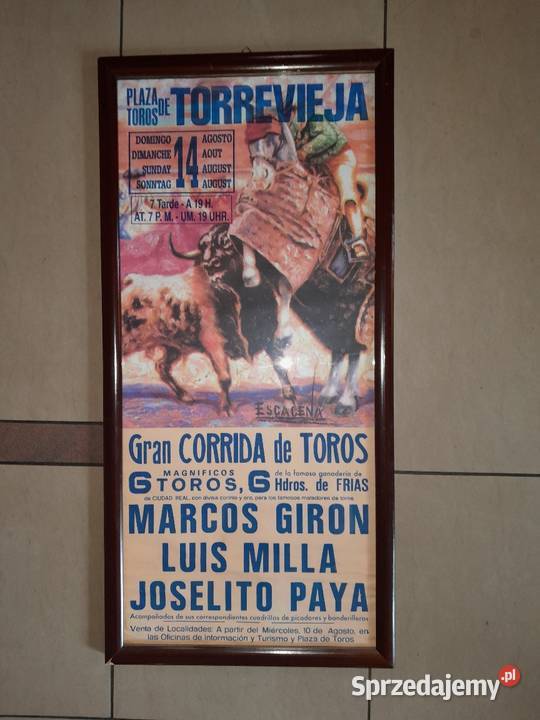 PLAZA DE TOROS TORREVIEJA
DOMINGO AGOSTO
DIMANCHE AOUT
SUNDAY 14 AUGUST
SONNTAG AUGUST
7 Tarde - A 19 H.
AT. 7 P. M. - UM. 19 UHR.
ESCACENA
Gran CORRIDA de TOROS
6 MAGNIFICOS TOROS, 6 de la famosa ganadería de Hdros. de FRIAS
de CIUDAD REAL, con divisa corinto y oro, para los famosos matadores de toros
MARCOS GIRON
LUIS MILLA
JOSELITO PAYA
Acompañados de sus correspondientes cuadrillas de picadores y banderilleros
Venta de Localidades: A partir del Miércoles, 10 de Agosto, en
las Oficinas de Información y Turismo y Plaza de Toros
Sprzedajemy.pl